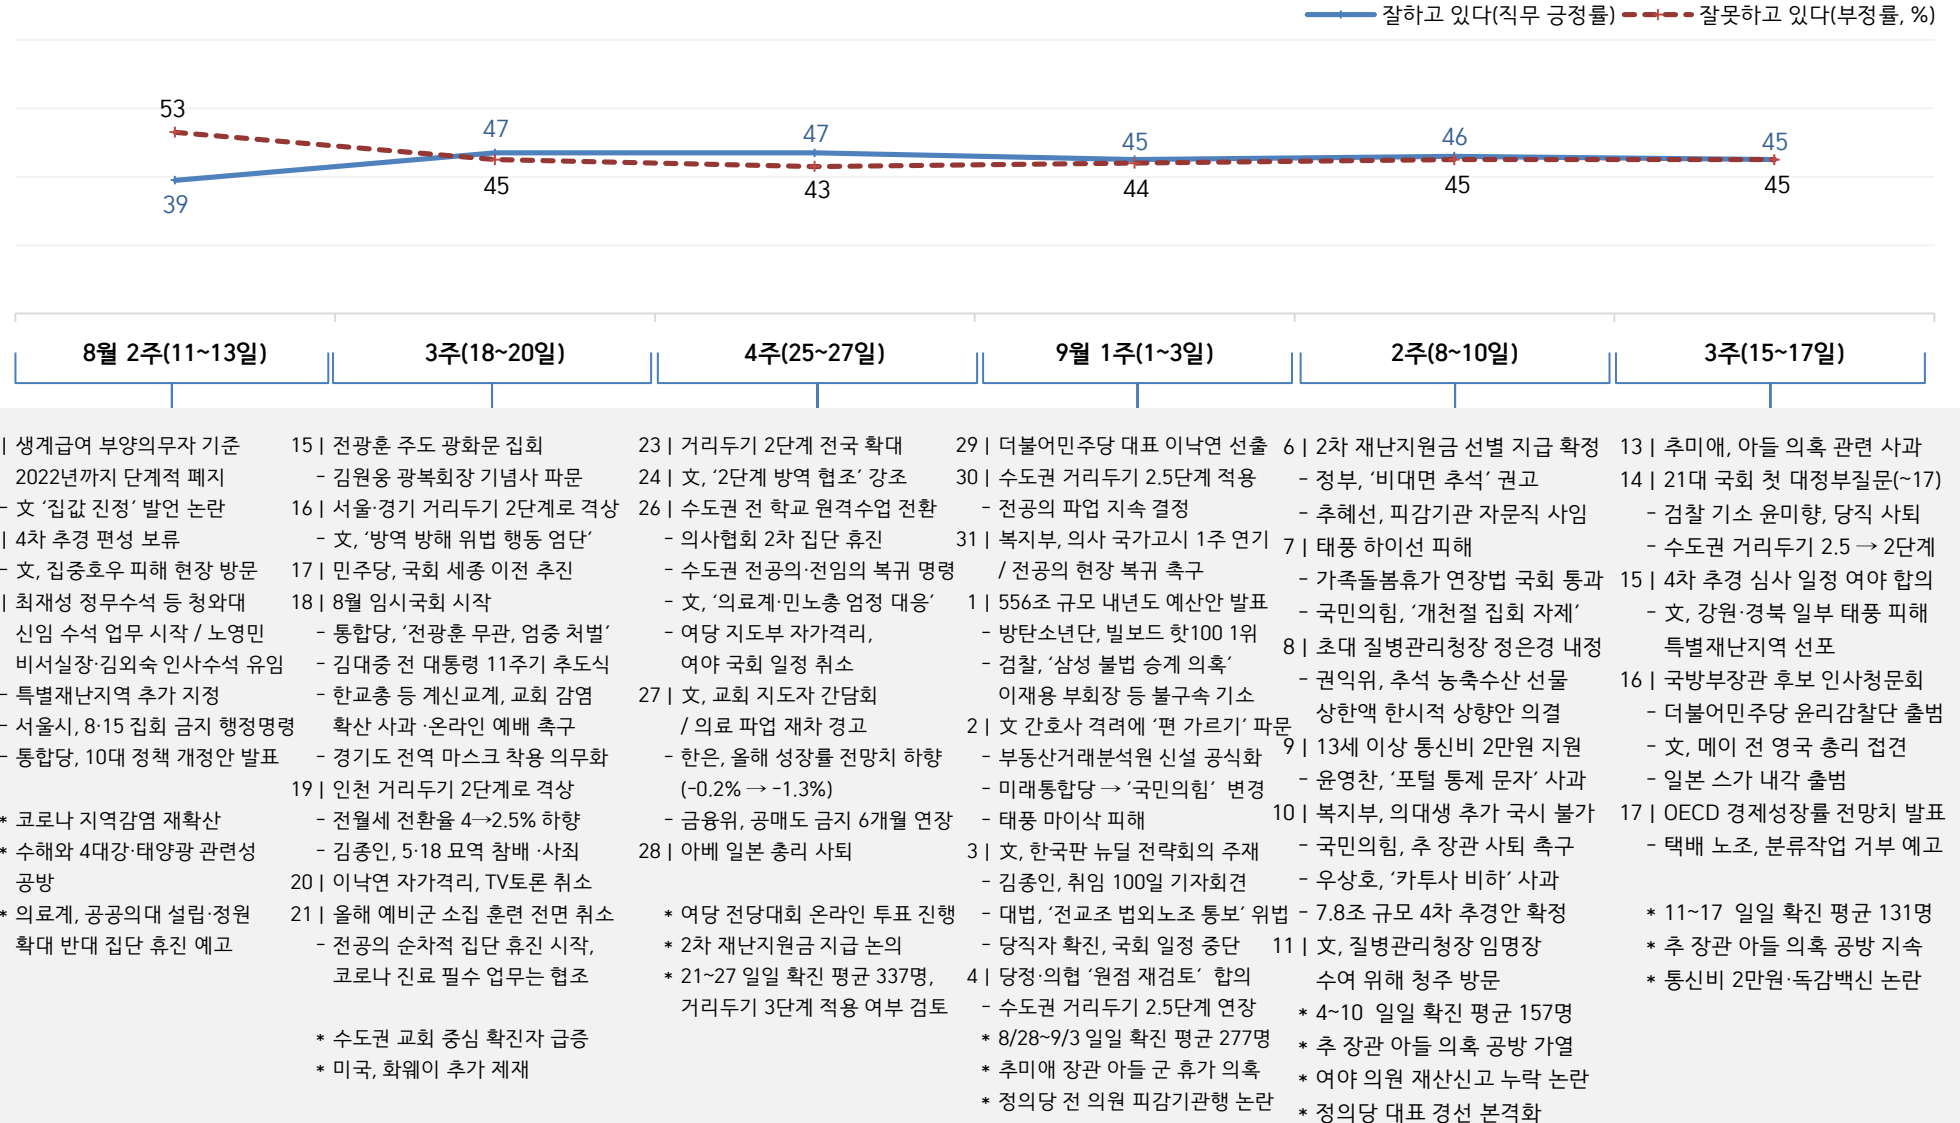 잘하고 있다(직무 긍정률) 잘못하고 있다(부정률, %)
53 47 47 45 46 45
39 45 43 44 45 45
8월 2주(11~13일) 3주(18~20일) 4주(25~27일) 9월 1주(1~3일) 2주(8~10일) 3주(15~17일)
| 생계급여 부양의무자 기준
2022년까지 단계적 폐지
- 文 ‘집값 진정’ 발언 논란
| 4차 추경 편성 보류
- 文, 집중호우 피해 현장 방문
| 최재성 정무수석 등 청와대
신임 수석 업무 시작 / 노영민
비서실장·김외숙 인사수석 유임
- 특별재난지역 추가 지정
- 서울시, 8·15 집회 금지 행정명령
- 통합당, 10대 정책 개정안 발표
* 코로나 지역감염 재확산
* 수해와 4대강·태양광 관련성
공방
* 의료계, 공공의대 설립·정원
확대 반대 집단 휴진 예고
15 | 전광훈 주도 광화문 집회
- 김원웅 광복회장 기념사 파문
16 | 서울·경기 거리두기 2단계로 격상
- 文, ‘방역 방해 위법 행동 엄단’
17 | 민주당, 국회 세종 이전 추진
18 | 8월 임시국회 시작
- 통합당, ‘전광훈 무관, 엄중 처벌’
- 김대중 전 대통령 11주기 추도식
- 한교총 등 계신교계, 교회 감염
확산 사과 ·온라인 예배 촉구
- 경기도 전역 마스크 착용 의무화
19 | 인천 거리두기 2단계로 격상
- 전월세 전환율 4→2.5% 하향
- 김종인, 5·18 묘역 참배 ·사죄
20 | 이낙연 자가격리, TV토론 취소
21 | 올해 예비군 소집 훈련 전면 취소
- 전공의 순차적 집단 휴진 시작,
코로나 진료 필수 업무는 협조
* 수도권 교회 중심 확진자 급증
* 미국, 화웨이 추가 제재
23 | 거리두기 2단계 전국 확대
24 | 文, ‘2단계 방역 협조’ 강조
26 | 수도권 전 학교 원격수업 전환
- 의사협회 2차 집단 휴진
- 수도권 전공의·전임의 복귀 명령
- 文, ‘의료계·민노총 엄정 대응’
- 여당 지도부 자가격리,
여야 국회 일정 취소
27 | 文, 교회 지도자 간담회
/ 의료 파업 재차 경고
- 한은, 올해 성장률 전망치 하향
(-0.2% → -1.3%)
- 금융위, 공매도 금지 6개월 연장
28 | 아베 일본 총리 사퇴
* 여당 전당대회 온라인 투표 진행
* 2차 재난지원금 지급 논의
* 21~27 일일 확진 평균 337명,
거리두기 3단계 적용 여부 검토
29 | 더불어민주당 대표 이낙연 선출
30 | 수도권 거리두기 2.5단계 적용
- 전공의 파업 지속 결정
31 | 복지부, 의사 국가고시 1주 연기
/ 전공의 현장 복귀 촉구
1 | 556조 규모 내년도 예산안 발표
- 방탄소년단, 빌보드 핫100 1위
- 검찰, ‘삼성 불법 승계 의혹’
이재용 부회장 등 불구속 기소
2 | 文 간호사 격려에 ‘편 가르기’ 파문
- 부동산거래분석원 신설 공식화
- 미래통합당 → ‘국민의힘’ 변경
- 태풍 마이삭 피해
3 | 文, 한국판 뉴딜 전략회의 주재
- 김종인, 취임 100일 기자회견
- 대법, ‘전교조 법외노조 통보’ 위법
- 당직자 확진, 국회 일정 중단
4 | 당정·의협 ‘원점 재검토’ 합의
- 수도권 거리두기 2.5단계 연장
* 8/28~9/3 일일 확진 평균 277명
* 추미애 장관 아들 군 휴가 의혹
* 정의당 전 의원 피감기관행 논란
6 | 2차 재난지원금 선별 지급 확정
- 정부, ‘비대면 추석’ 권고
- 추혜선, 피감기관 자문직 사임
7 | 태풍 하이선 피해
- 가족돌봄휴가 연장법 국회 통과
- 국민의힘, ‘개천절 집회 자제’
8 | 초대 질병관리청장 정은경 내정
- 권익위, 추석 농축수산 선물
상한액 한시적 상향안 의결
9 | 13세 이상 통신비 2만원 지원
- 윤영찬, ‘포털 통제 문자’ 사과
10 | 복지부, 의대생 추가 국시 불가
- 국민의힘, 추 장관 사퇴 촉구
- 우상호, ‘카투사 비하’ 사과
- 7.8조 규모 4차 추경안 확정
11 | 文, 질병관리청장 임명장
수여 위해 청주 방문
* 4~10 일일 확진 평균 157명
* 추 장관 아들 의혹 공방 가열
* 여야 의원 재산신고 누락 논란
* 정의당 대표 경선 본격화
13 | 추미애, 아들 의혹 관련 사과
14 | 21대 국회 첫 대정부질문(~17)
- 검찰 기소 윤미향, 당직 사퇴
- 수도권 거리두기 2.5 → 2단계
15 | 4차 추경 심사 일정 여야 합의
- 文, 강원·경북 일부 태풍 피해
특별재난지역 선포
16 | 국방부장관 후보 인사청문회
- 더불어민주당 윤리감찰단 출범
- 文, 메이 전 영국 총리 접견
- 일본 스가 내각 출범
17 | OECD 경제성장률 전망치 발표
- 택배 노조, 분류작업 거부 예고
* 11~17 일일 확진 평균 131명
* 추 장관 아들 의혹 공방 지속
* 통신비 2만원·독감백신 논란